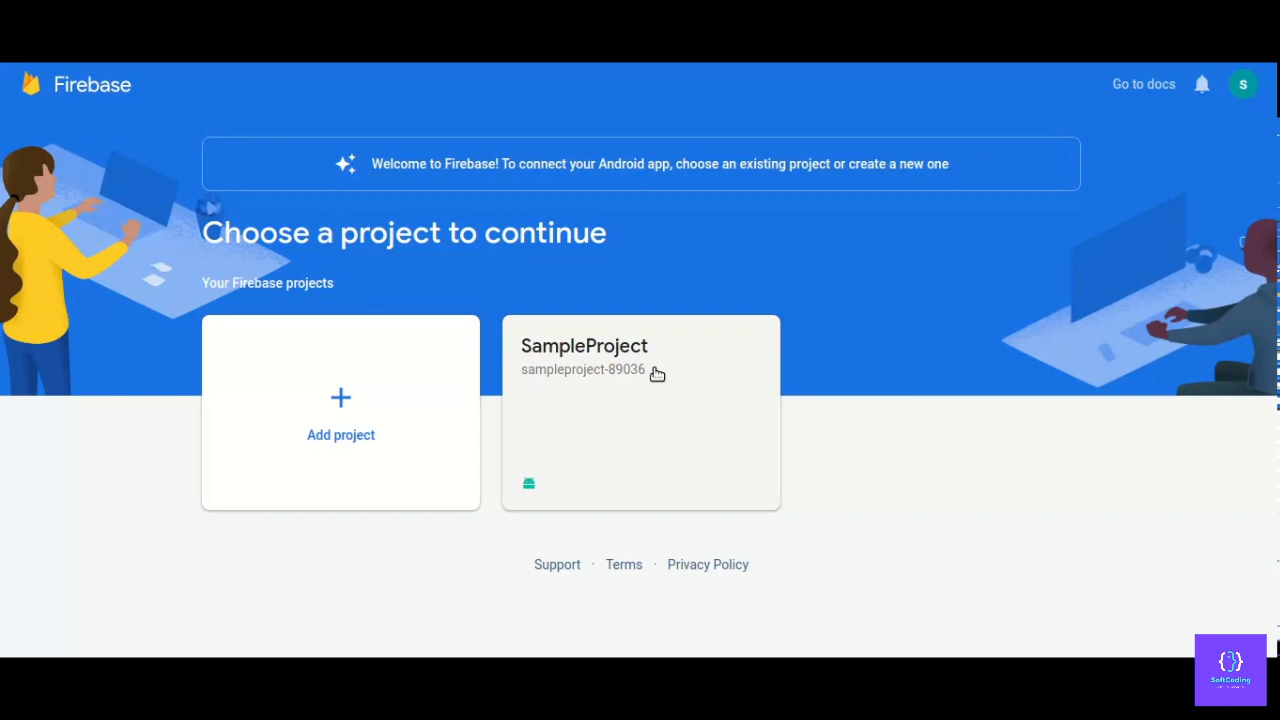 Firebase
Go to docs
S
Welcome to Firebase! To connect your Android app, choose an existing project or create a new one
Choose a project to continue
Your Firebase projects
Add project
SampleProject
sampleproject-89036
Support · Terms · Privacy Policy
SoftCoding